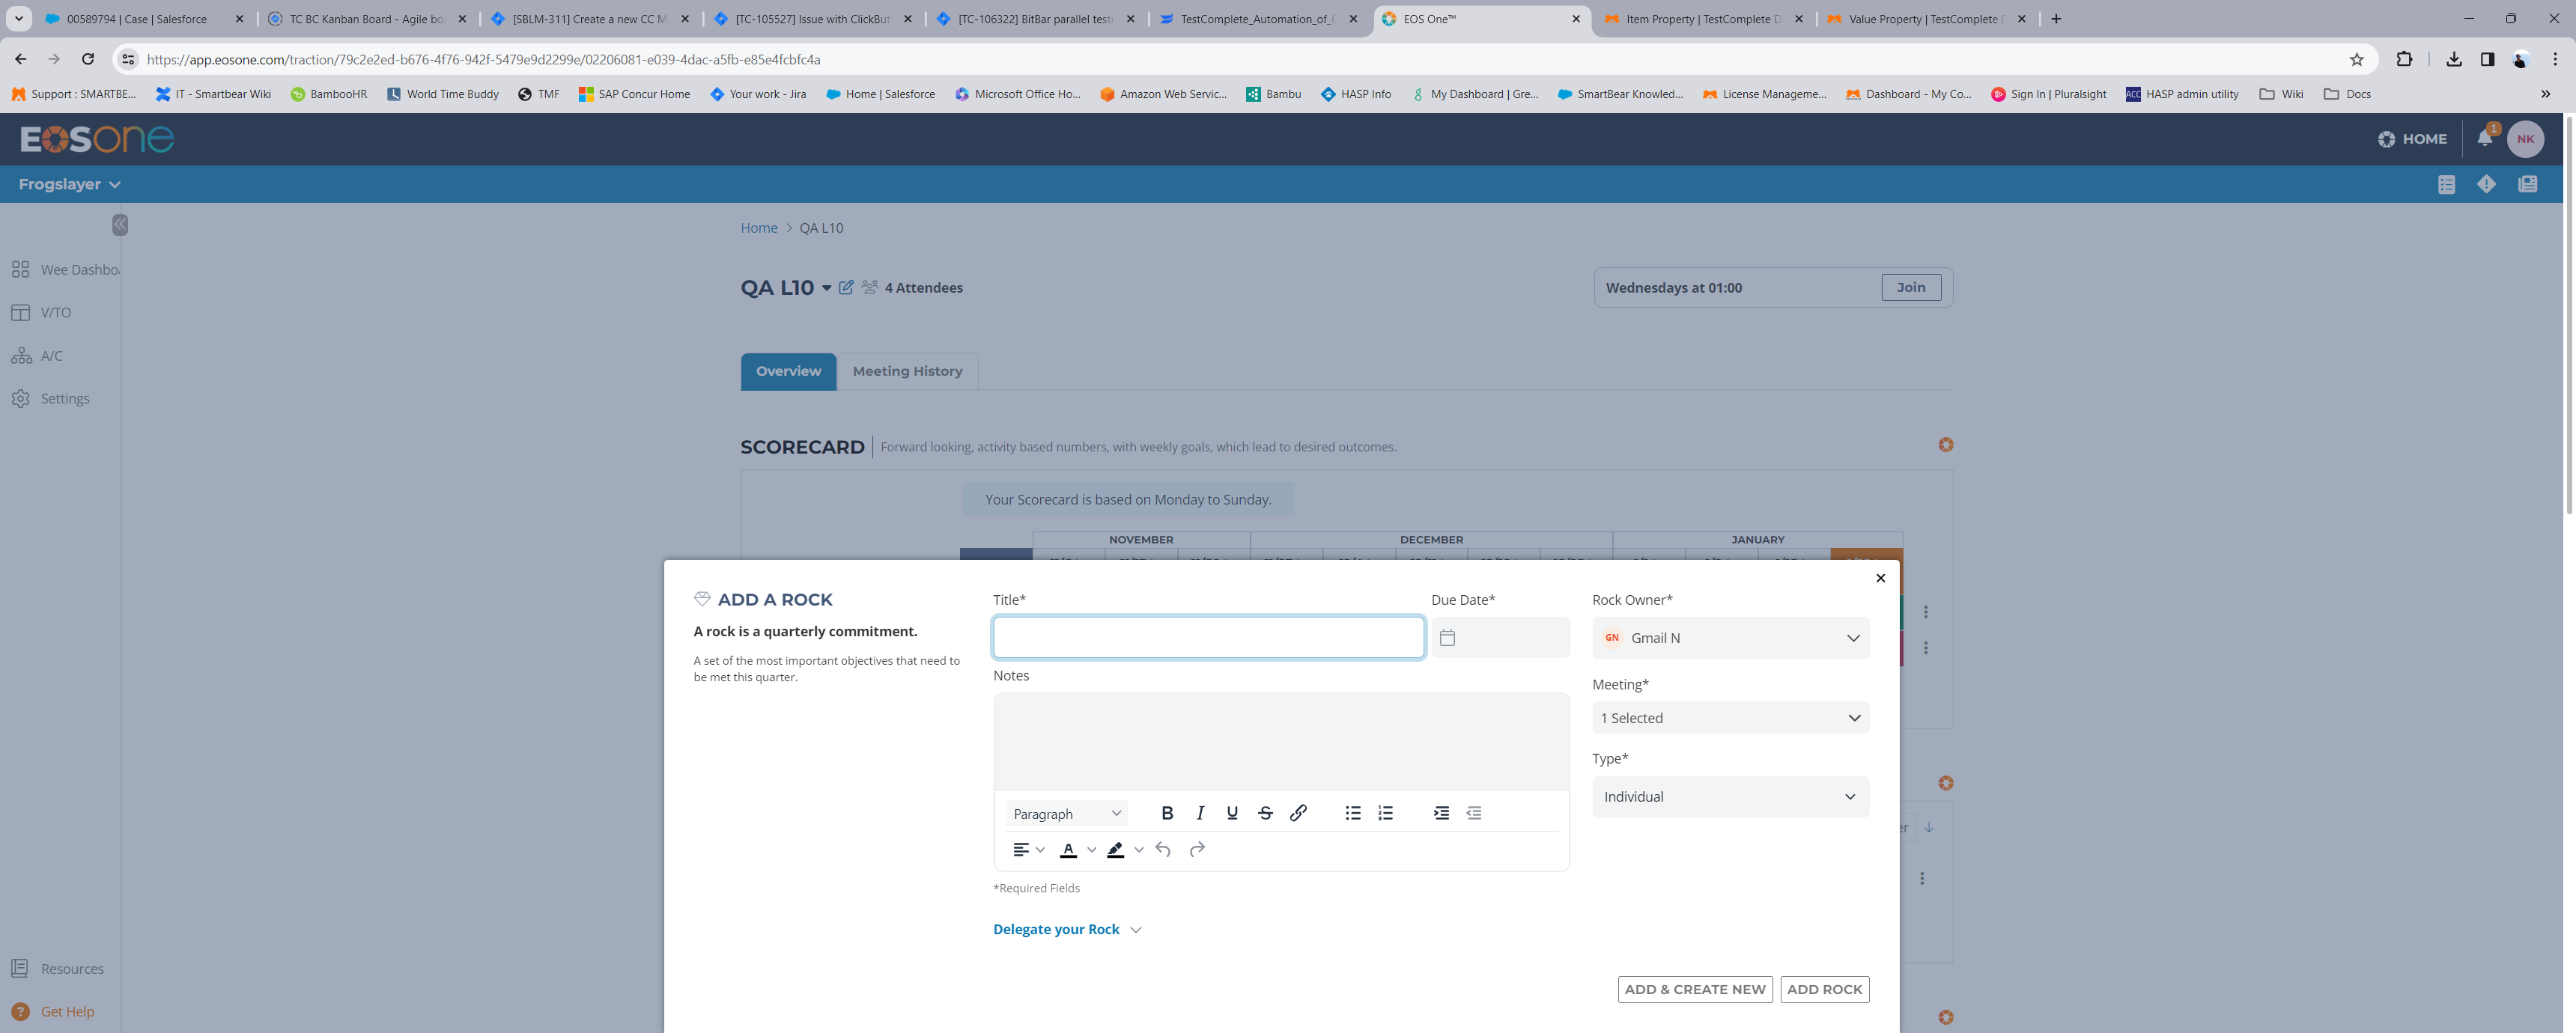 00589794 | Case | Salesforce
TC BC Kanban Board - Agile bo
[SBLM-311] Create a new CC M
[TC-105527] Issue with ClickBut
[TC-106322] BitBar parallel testi
TestComplete_Automation_of_C
EOS One™
Item Property | TestComplete D
Value Property | TestComplete D
https://app.eosone.com/traction/79c2e2ed-b676-4f76-942f-5479e9d2299e/02206081-e039-4dac-a5fb-e85e4fcbfc4a
Support : SMARTBE...
IT - Smartbear Wiki
BambooHR
World Time Buddy
TMF
SAP Concur Home
Your work - Jira
Home | Salesforce
Microsoft Office Ho...
Amazon Web Servic...
Bambu
HASP Info
My Dashboard | Gre...
SmartBear Knowled...
License Manageme...
Dashboard - My Co...
Sign In | Pluralsight
ACC HASP admin utility
Wiki
Docs
EOSone
HOME
1
NK
Frogslayer
Home > QA L10
Wee Dashbo
V/TO
A/C
Settings
QA L10
4 Attendees
Wednesdays at 01:00
Join
Overview
Meeting History
SCORECARD
Forward looking, activity based numbers, with weekly goals, which lead to desired outcomes.
Your Scorecard is based on Monday to Sunday.
NOVEMBER
DECEMBER
JANUARY
ADD A ROCK
A rock is a quarterly commitment.
A set of the most important objectives that need to
be met this quarter.
Title*
Due Date*
Notes
Paragraph
B I U S
A
*Required Fields
Delegate your Rock
Rock Owner*
GN Gmail N
Meeting*
1 Selected
Type*
Individual
ADD & CREATE NEW
ADD ROCK
Resources
? Get Help